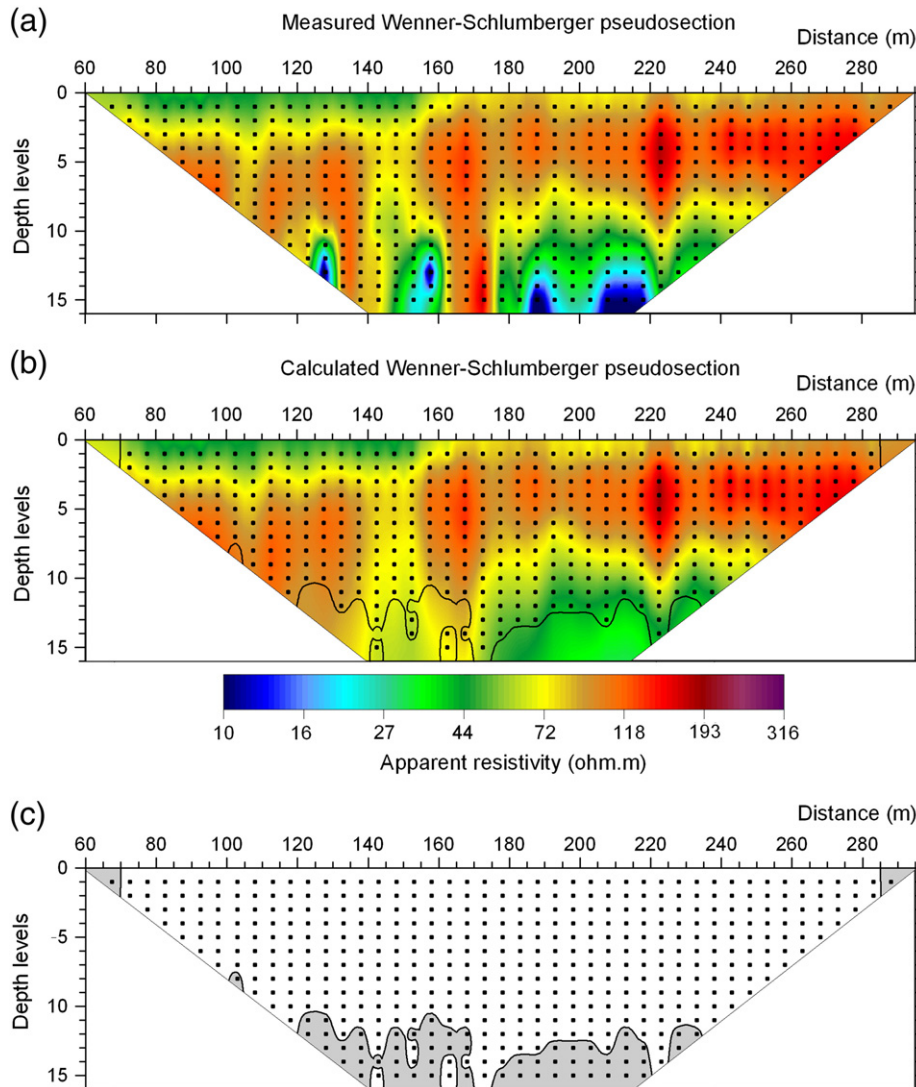 (a)
Measured Wenner-Schlumberger pseudosection
Distance (m)
60 80 100 120 140 160 180 200 220 240 260 280
Depth levels
0
5
10
15
(b)
Calculated Wenner-Schlumberger pseudosection
Distance (m)
60 80 100 120 140 160 180 200 220 240 260 280
Depth levels
0
5
10
15
10 16 27 44 72 118 193 316
Apparent resistivity (ohm.m)
(c)
Distance (m)
60 80 100 120 140 160 180 200 220 240 260 280
Depth levels
0
-5
10
15